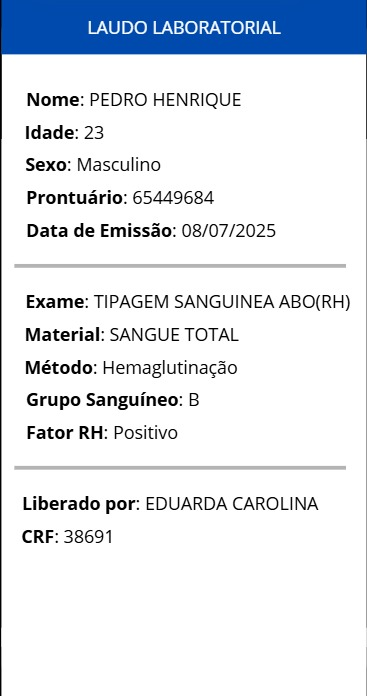 LAUDO LABORATORIAL
Nome: PEDRO HENRIQUE
Idade: 23
Sexo: Masculino
Prontuário: 65449684
Data de Emissão: 08/07/2025
Exame: TIPAGEM SANGUINEA ABO(RH)
Material: SANGUE TOTAL
Método: Hemaglutinação
Grupo Sanguíneo: B
Fator RH: Positivo
Liberado por: EDUARDA CAROLINA
CRF: 38691